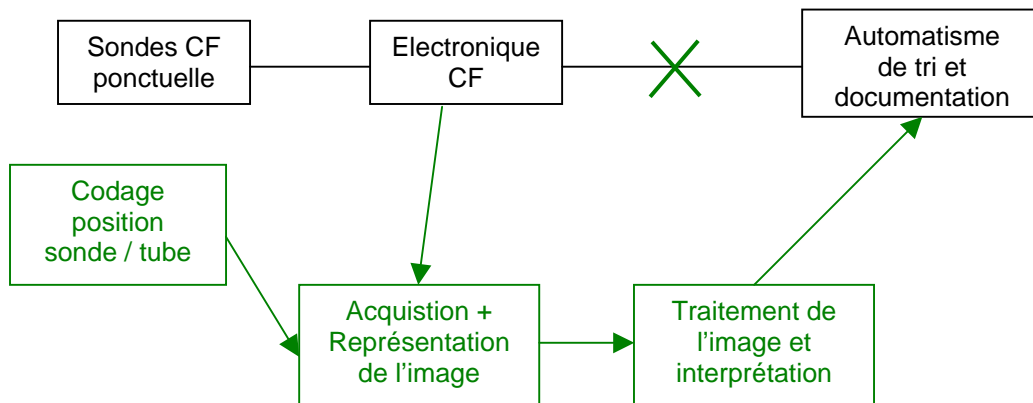 Sondes CF
ponctuelle
Electronique
CF
Automatisme
de tri et
documentation
Codage
position
sonde / tube
Acquistion +
Représentation
de l’image
Traitement de
l’image et
interprétation